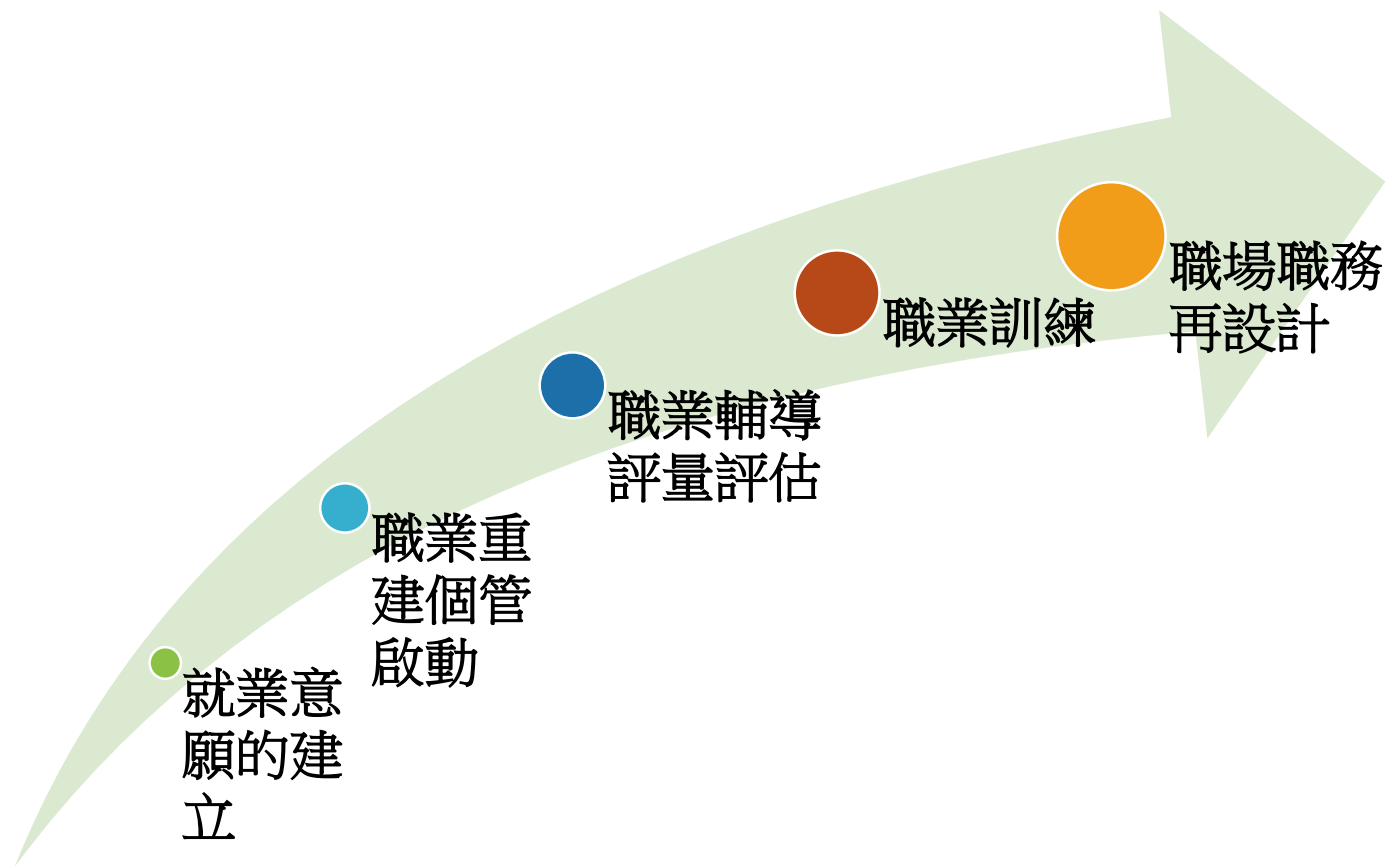 就業意
願的建
立
職業重
建個管
啟動
職業輔導
評量評估
職業訓練
職場職務
再設計